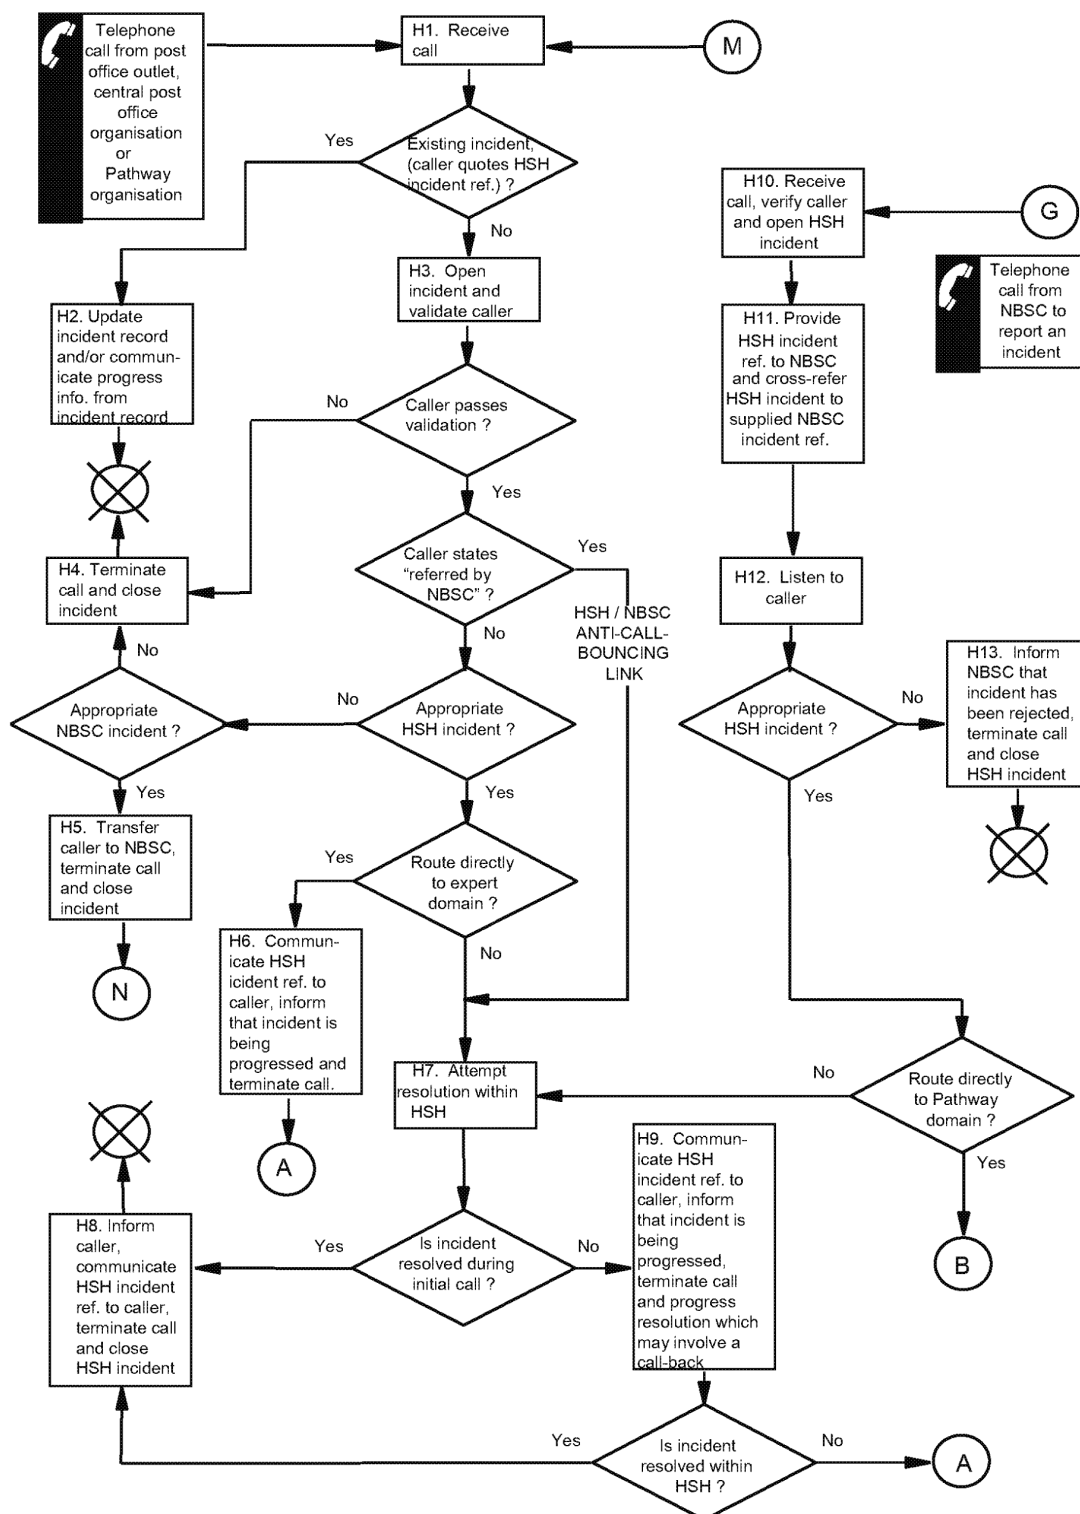 Telephone
call from post
office outlet,
central post
office
organisation
or
Pathway
organisation
H1. Receive
call
M
Yes
Existing incident,
(caller quotes HSH
incident ref.) ?
No
H10. Receive
call, verify caller
and open HSH
incident
G
Telephone
call from
NBSC to
report an
incident
H3. Open
incident and
validate caller
H2. Update
incident record
and/or commun-
icate progress
info. from
incident record
H11. Provide
HSH incident
ref. to NBSC
and cross-refer
HSH incident to
supplied NBSC
incident ref.
No
Caller passes
validation ?
Yes
Caller states
“referred by
NBSC” ?
Yes
HSH / NBSC
ANTI-CALL-
BOUNCING
LINK
No
H4. Terminate
call and close
incident
H12. Listen to
caller
No
Appropriate
NBSC incident ?
No
Appropriate
HSH incident ?
Appropriate
HSH incident ?
No
H13. Inform
NBSC that
incident has
been rejected,
terminate call
and close
HSH incident
Yes
Yes
Yes
H5. Transfer
caller to NBSC,
terminate call
and close
incident
N
Yes
Route directly
to expert
domain ?
No
H6. Commun-
icate HSH
icident ref. to
caller, inform
that incident is
being
progressed and
terminate call.
A
H7. Attempt
resolution within
HSH
No
Route directly
to Pathway
domain ?
Yes
B
H9. Commun-
icate HSH
incident ref. to
caller, inform
that incident is
being
progressed,
terminate call
and progress
resolution which
may involve a
call-back
H8. Inform
caller,
communicate
HSH incident
ref. to caller,
terminate call
and close
HSH incident
Yes
Is incident
resolved during
initial call ?
No
Yes
Is incident
resolved within
HSH ?
No
A